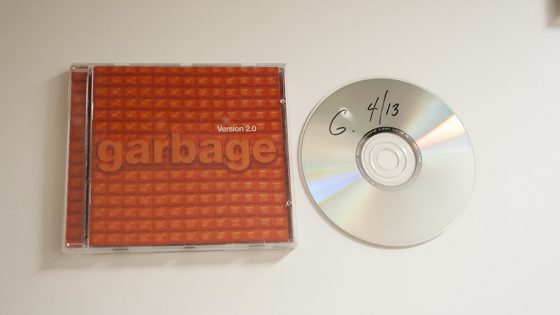 Version 2.0
garbage
G. 4/13